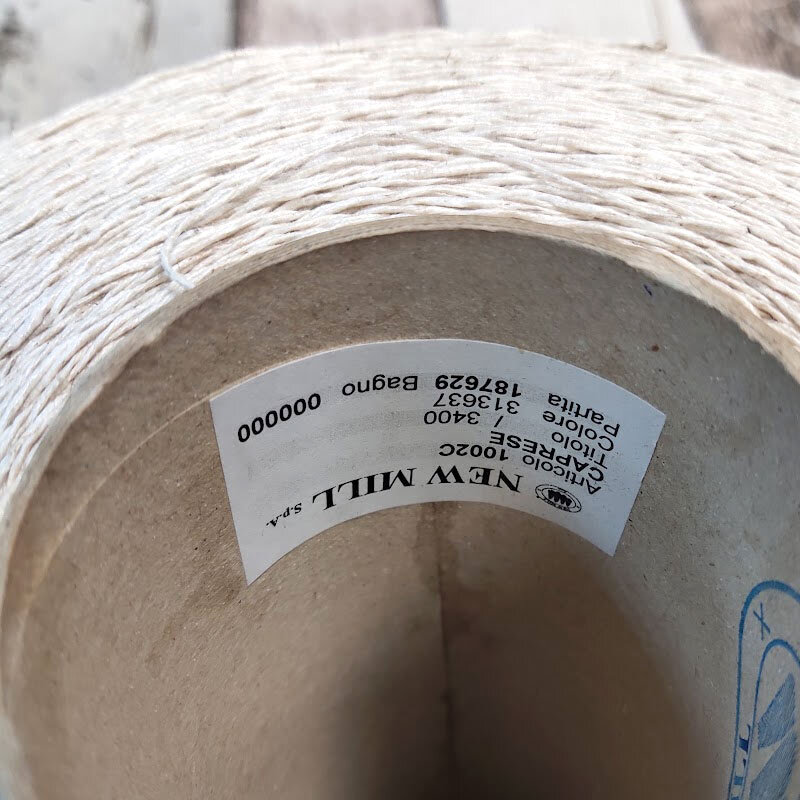 NEW MILL S.p.A.
Articolo 1002C
CAPRESE
Titolo / 3400
Colore 313637
Partita 187629 Bagno 000000